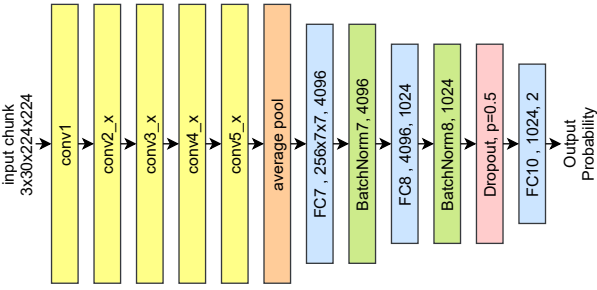 input chunk
3x30x224x224
conv1
conv2_x
conv3_x
conv4_x
conv5_x
average pool
FC7 , 256x7x7, 4096
BatchNorm7, 4096
FC8 , 4096, 1024
BatchNorm8, 1024
Dropout, p=0.5
FC10 , 1024, 2
Output
Probability